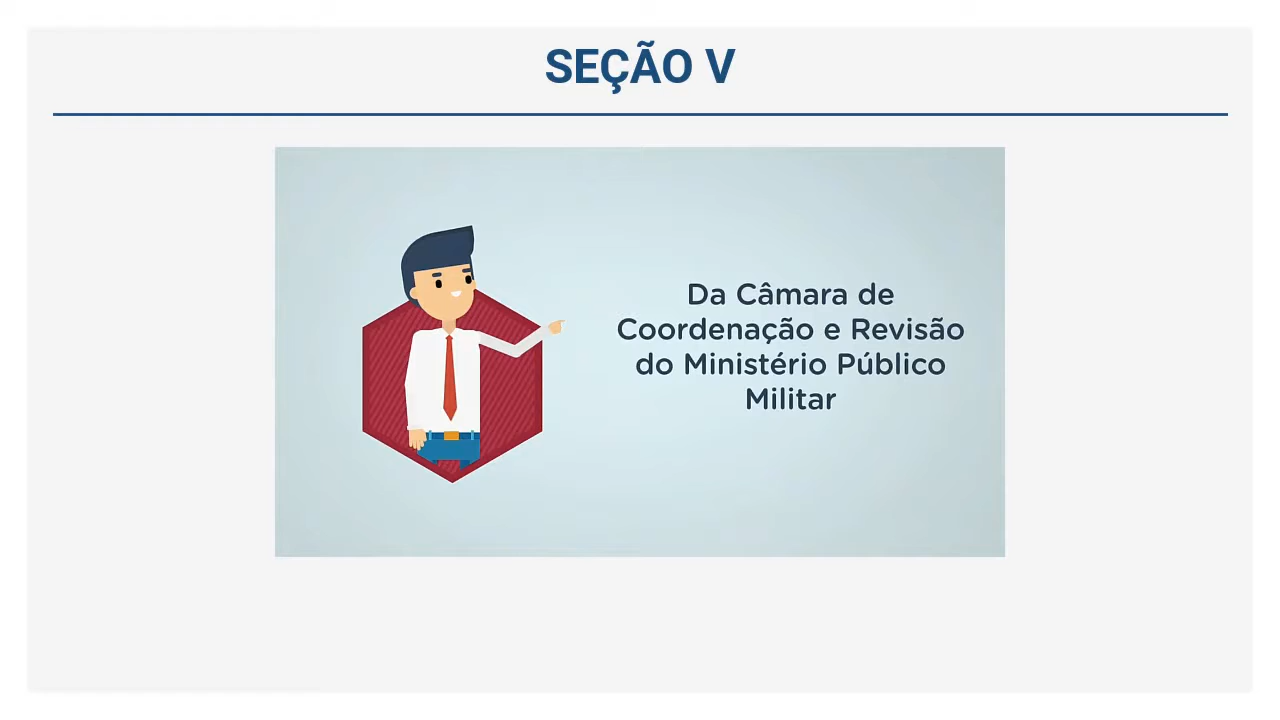 SEÇÃO V
Da Câmara de
Coordenação e Revisão
do Ministério Público
Militar